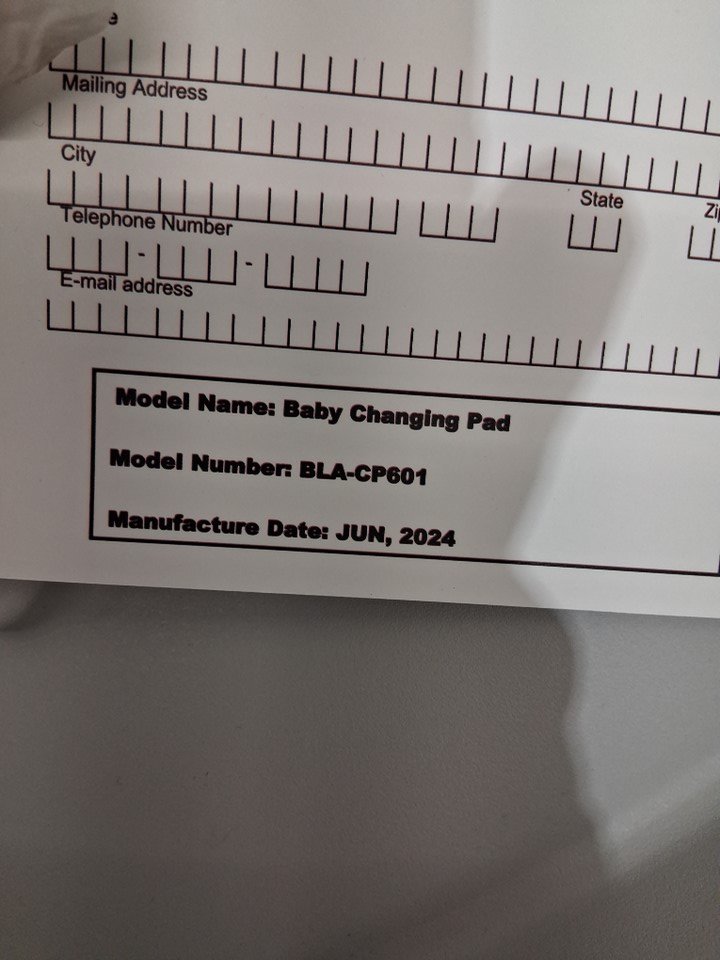 Mailing Address
City
State
Telephone Number
- -
E-mail address
Model Name: Baby Changing Pad
Model Number: BLA-CP601
Manufacture Date: JUN, 2024